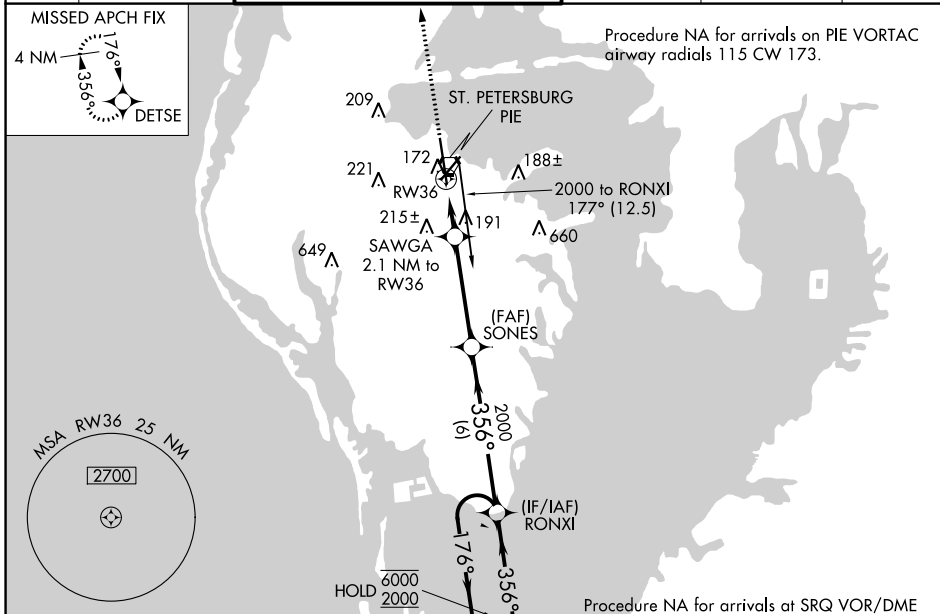 MISSED APCH FIX
4 NM
176°
356°
DETSE
Procedure NA for arrivals on PIE VORTAC
airway radials 115 CW 173.
209
ST. PETERSBURG
PIE
172
188±
221
RW36
2000 to RONXI
177° (12.5)
215±
191
660
649
SAWGA
2.1 NM to
RW36
(FAF)
SONES
2000
356°
(6)
MSA RW36 25 NM
2700
(IF/IAF)
RONXI
176°
356°
HOLD
6000
2000
Procedure NA for arrivals at SRQ VOR/DME